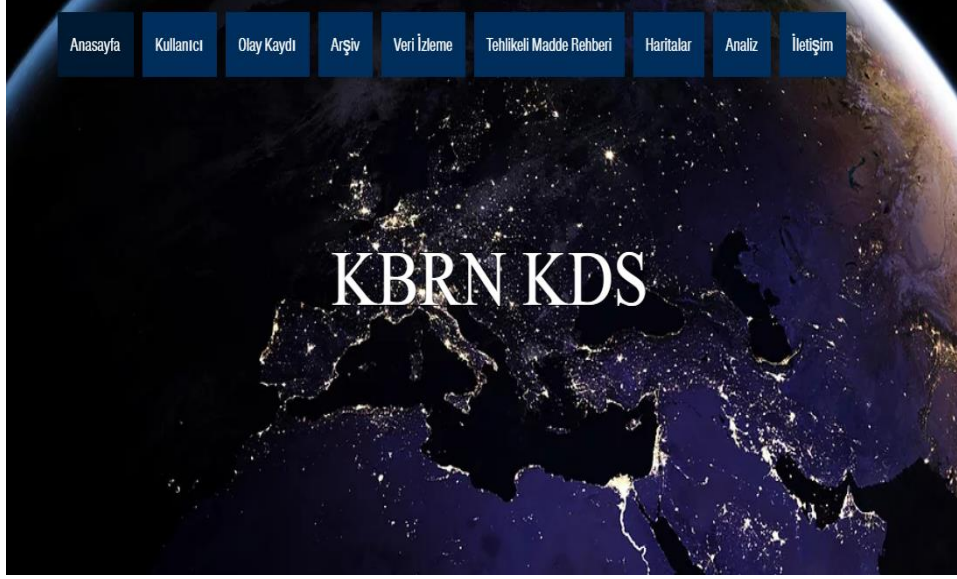 Anasayfa Kullanıcı Olay Kaydı Arşiv Veri İzleme Tehlikeli Madde Rehberi Haritalar Analiz İletişim
KBRN KDS